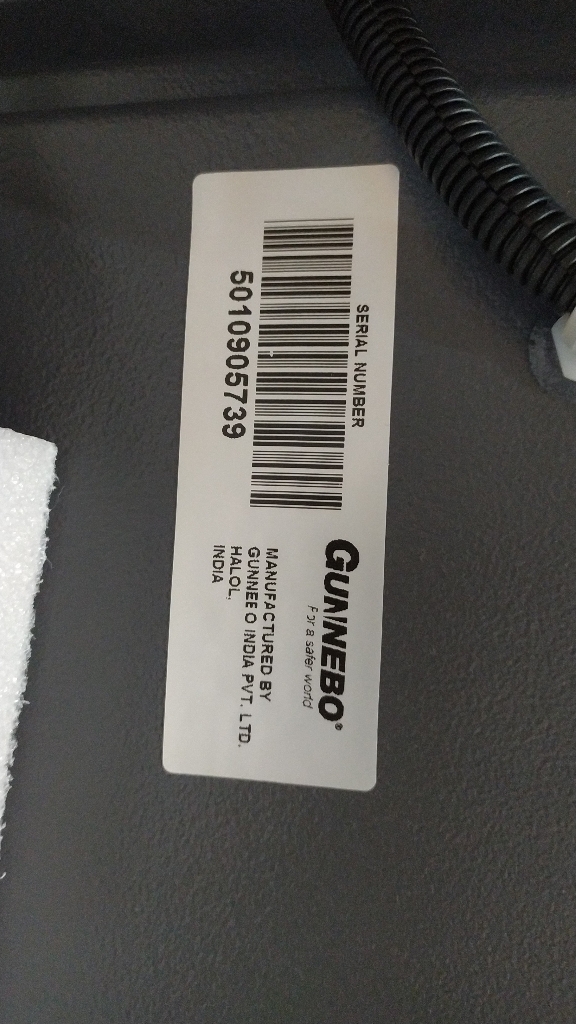 SERIAL NUMBER
5010905739
GUNNEBO®
For a safer world
MANUFACTURED BY
GUNNEBO INDIA PVT. LTD.
HALOL,
INDIA